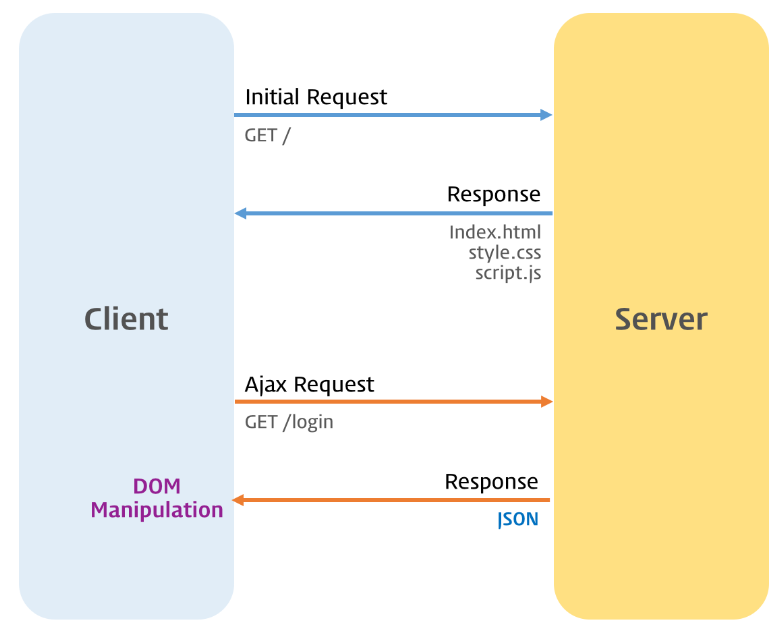 Initial Request
GET /
Response
Index.html
style.css
script.js
Client
Server
Ajax Request
GET /login
Response
JSON
DOM
Manipulation